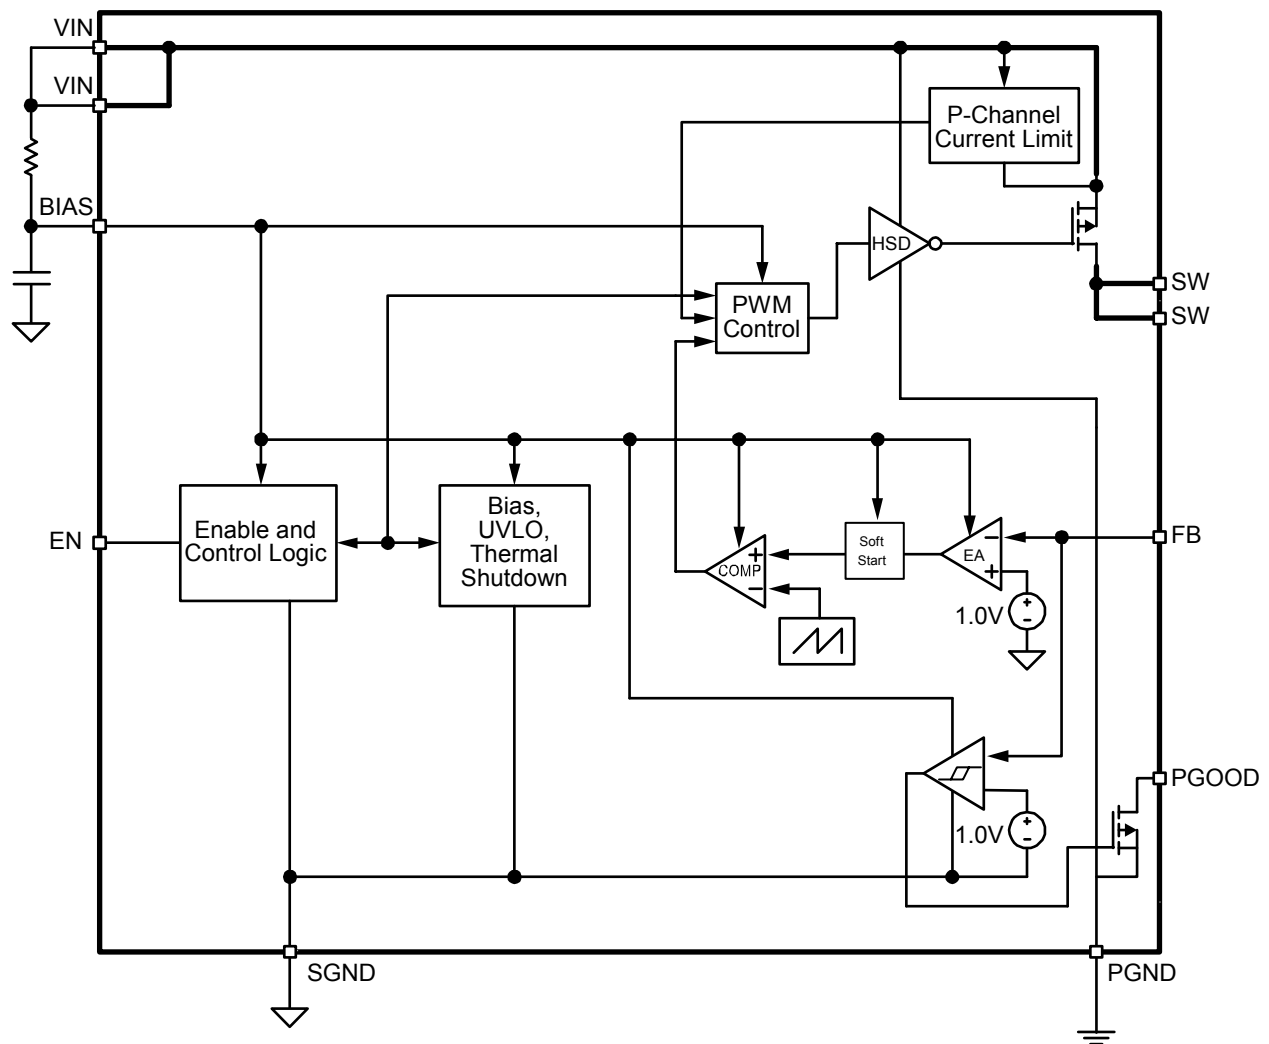 VIN
VIN
P-Channel
Current Limit
BIAS
HSD
SW
SW
PWM
Control
EN
Enable and
Control Logic
Bias,
UVLO,
Thermal
Shutdown
COMP
+
−
Soft
Start
EA
−
+
FB
1.0V
+
−
PGOOD
1.0V
+
−
SGND
PGND